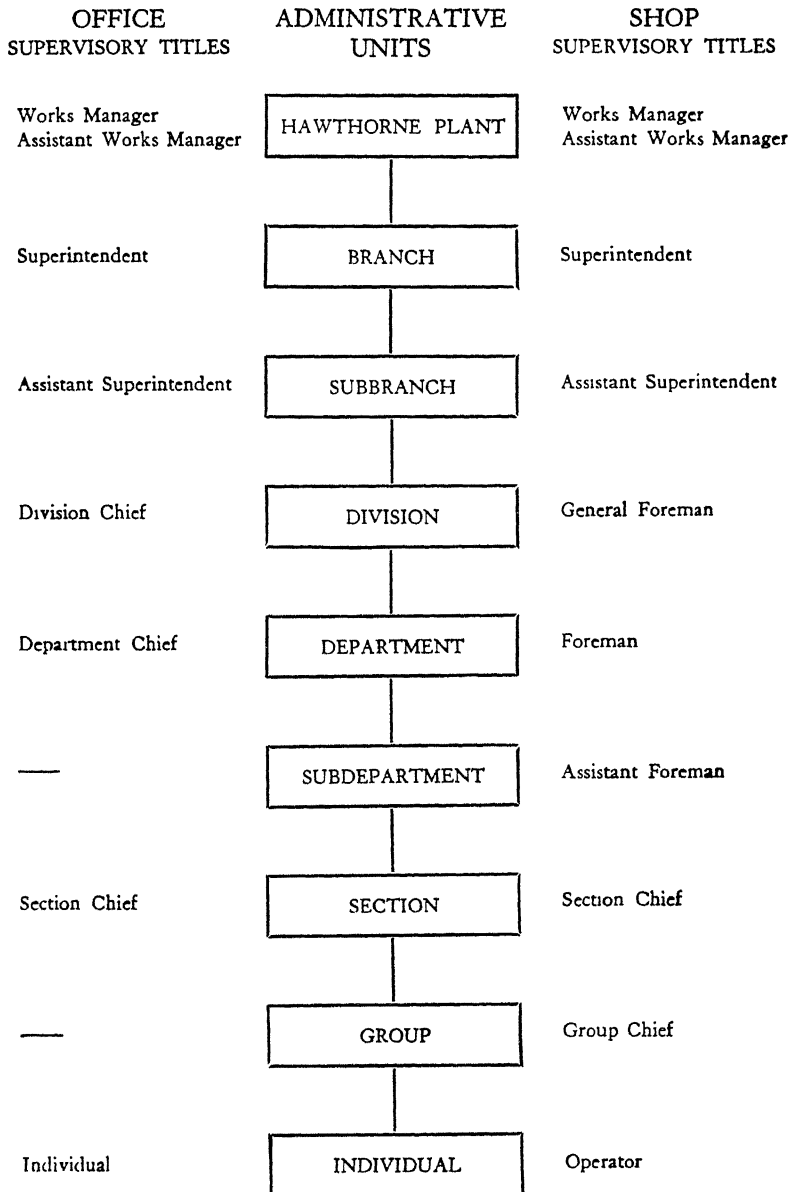 OFFICE
SUPERVISORY TITLES
ADMINISTRATIVE
UNITS
SHOP
SUPERVISORY TITLES
Works Manager
Assistant Works Manager
HAWTHORNE PLANT
Works Manager
Assistant Works Manager
Superintendent
BRANCH
Superintendent
Assistant Superintendent
SUBBRANCH
Assistant Superintendent
Division Chief
DIVISION
General Foreman
Department Chief
DEPARTMENT
Foreman
—
SUBDEPARTMENT
Assistant Foreman
Section Chief
SECTION
Section Chief
—
GROUP
Group Chief
Individual
INDIVIDUAL
Operator